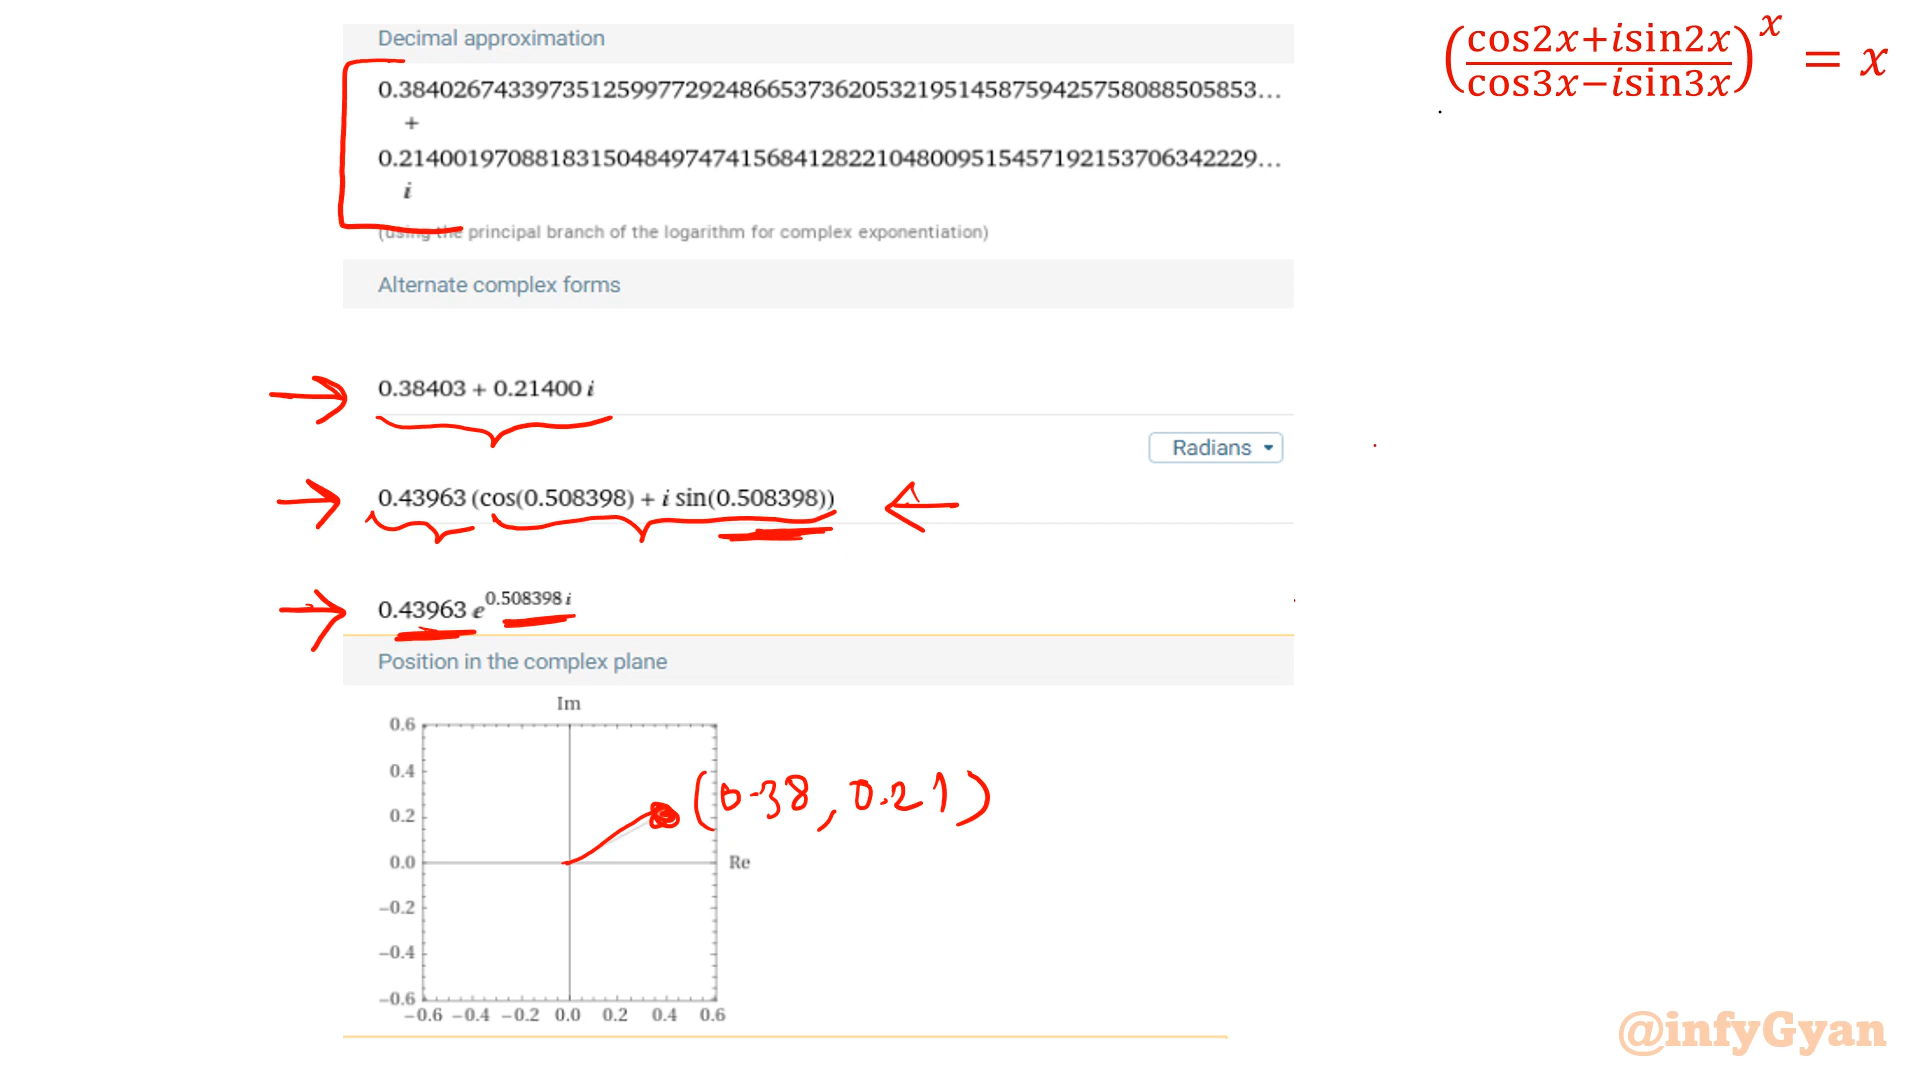 Decimal approximation
0.384026743397351259977292486653736205321951458759425758088505853...
+
0.214001970881831504849747415684128221048009515457192153706342229...
i
(using the principal branch of the logarithm for complex exponentiation)
Alternate complex forms
0.38403 + 0.21400 i
Radians
0.43963 (cos(0.508398) + i sin(0.508398))
0.43963 e^0.508398 i
Position in the complex plane
Im
0.6
0.4
0.2
0.0
−0.2
−0.4
−0.6
−0.6 −0.4 −0.2 0.0 0.2 0.4 0.6
Re
(0.38, 0.21)
(cos2x+isin2x / cos3x−isin3x)^x = x
@infyGyan